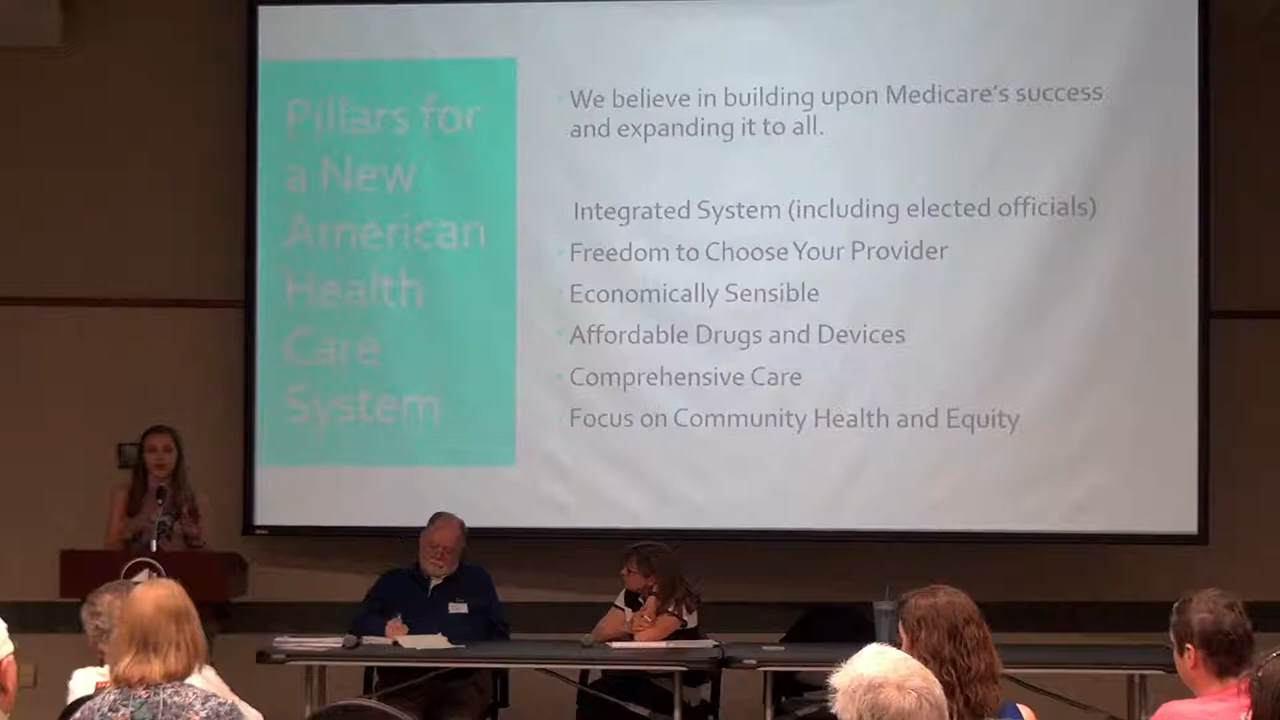 Pillars for
a New
American
Health
Care
System
We believe in building upon Medicare's success
and expanding it to all.
Integrated System (including elected officials)
Freedom to Choose Your Provider
Economically Sensible
Affordable Drugs and Devices
Comprehensive Care
Focus on Community Health and Equity